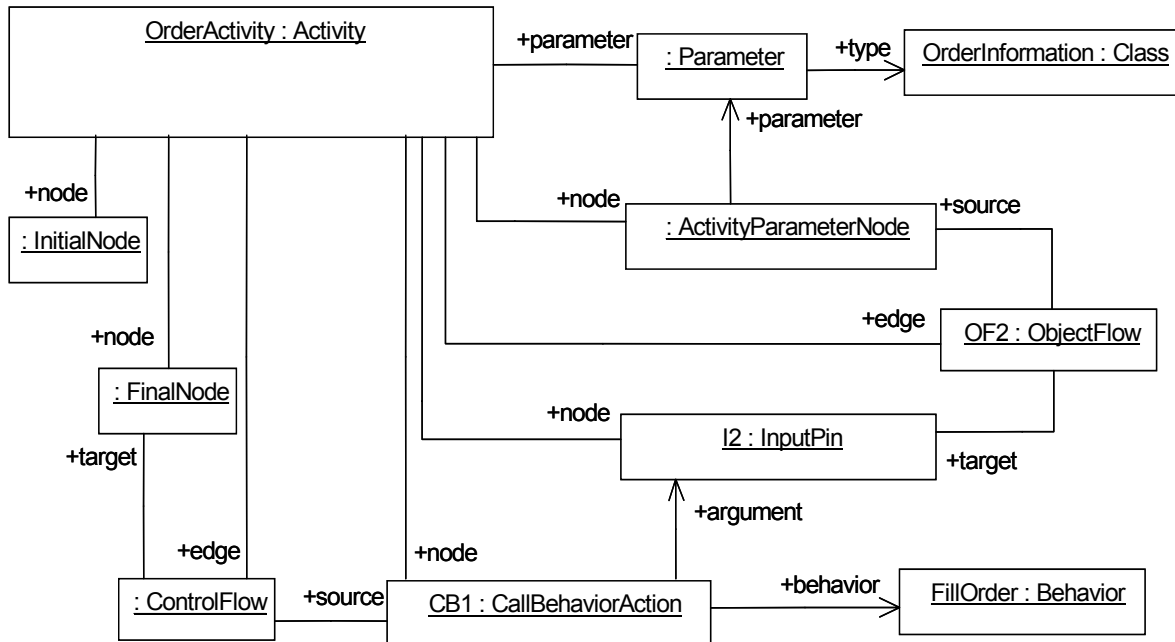 OrderActivity : Activity
+parameter
: Parameter
+type
OrderInformation : Class
+parameter
+node
: InitialNode
+node
: ActivityParameterNode
+source
+edge
OF2 : ObjectFlow
+node
: FinalNode
+node
I2 : InputPin
+target
+target
+argument
+edge
+node
: ControlFlow
+source
CB1 : CallBehaviorAction
+behavior
FillOrder : Behavior